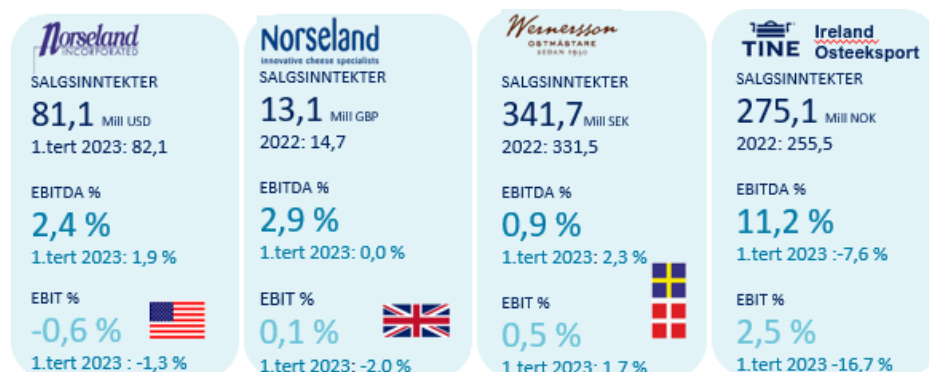 Norseland
INCORPORATED
SALGSINNTEKTER
81,1 Mill USD
1.tert 2023: 82,1
EBITDA %
2,4 %
1.tert 2023: 1,9 %
EBIT %
-0,6 %
1.tert 2023 : -1,3 %
Norseland
innovative cheese specialists
SALGSINNTEKTER
13,1 Mill GBP
2022: 14,7
EBITDA %
2,9 %
1.tert 2023: 0,0 %
EBIT %
0,1 %
1.tert 2023: -2,0 %
Wernersson
OSTMÄSTARE
SEDAN 1930
SALGSINNTEKTER
341,7 Mill SEK
2022: 331,5
EBITDA %
0,9 %
1.tert 2023: 2,3 %
EBIT %
0,5 %
1.tert 2023: 1,7 %
TINE
Ireland
Osteeksport
SALGSINNTEKTER
275,1 Mill NOK
2022: 255,5
EBITDA %
11,2 %
1.tert 2023 :-7,6 %
EBIT %
2,5 %
1.tert 2023 -16,7 %